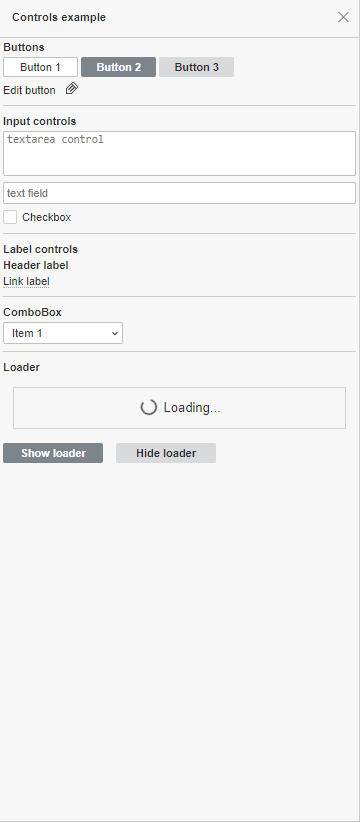 Controls example
Buttons
Button 1 Button 2 Button 3
Edit button
Input controls
textarea control
text field
Checkbox
Label controls
Header label
Link label
ComboBox
Item 1
Loader
Loading...
Show loader Hide loader